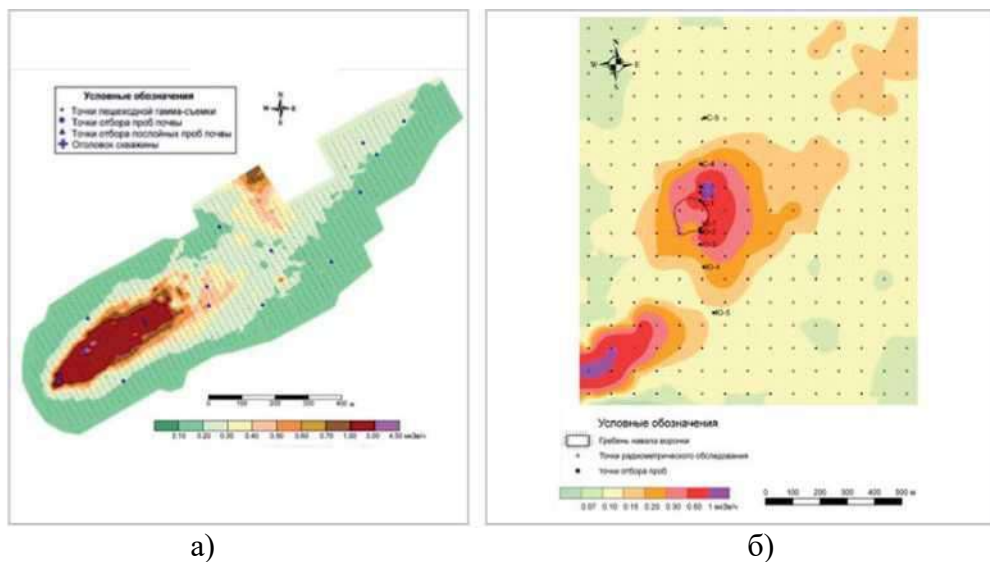 Условные обозначения
Точки пешеходной гамма-съемки
Точки отбора проб почвы
Точки отбора послойных проб почвы
Оголовок скважины
N
W E
S
0 100 200 300 400 м
0.10 0.20 0.30 0.40 0.50 0.60 0.70 1.00 3.00 4.50 мкЗв/ч
а)
N
W E
S
С-5
Ю-4
Ю-5
Условные обозначения
Гребень навала воронки
Точки радиометрического обследования
точки отбора проб
0.07 0.10 0.15 0.20 0.30 0.60 1 мкЗв/ч
0 100 200 300 400 500 м
б)